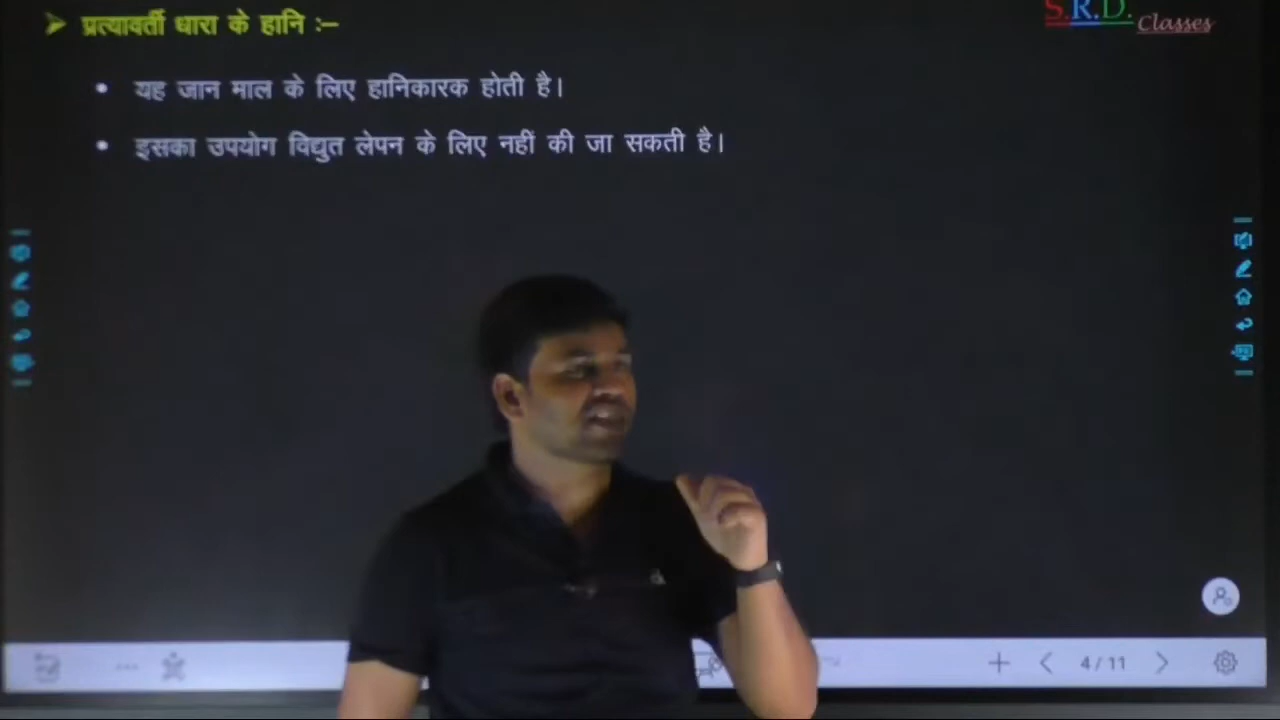 ➤ प्रत्यावर्ती धारा के हानि :–
S.R.D. Classes
• यह जान माल के लिए हानिकारक होती है।
• इसका उपयोग विद्युत लेपन के लिए नहीं की जा सकती है।
4/11